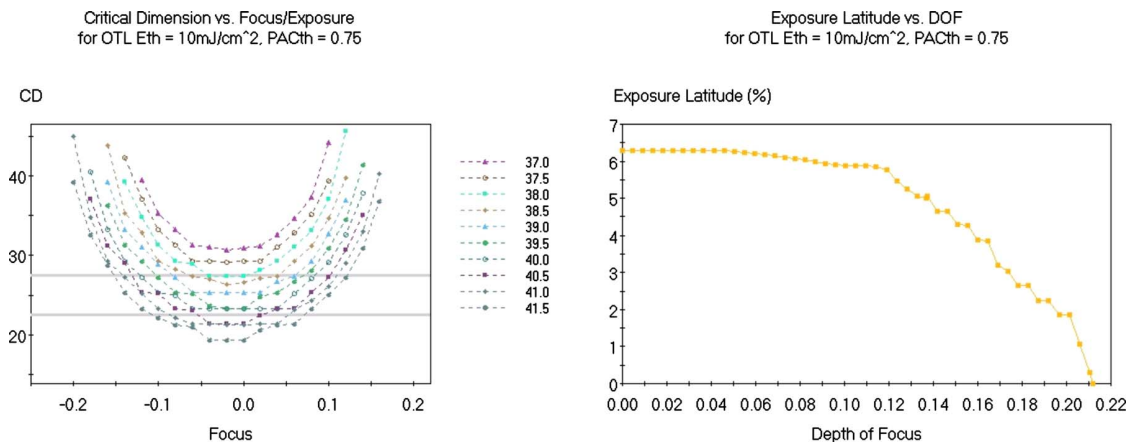 Critical Dimension vs. Focus/Exposure
for OTL Eth = 10mJ/cm^2, PACth = 0.75
CD
40
30
20
-0.2 -0.1 0.0 0.1 0.2
Focus
37.0
37.5
38.0
38.5
39.0
39.5
40.0
40.5
41.0
41.5
Exposure Latitude vs. DOF
for OTL Eth = 10mJ/cm^2, PACth = 0.75
Exposure Latitude (%)
7
6
5
4
3
2
1
0
0.00 0.02 0.04 0.06 0.08 0.10 0.12 0.14 0.16 0.18 0.20 0.22
Depth of Focus